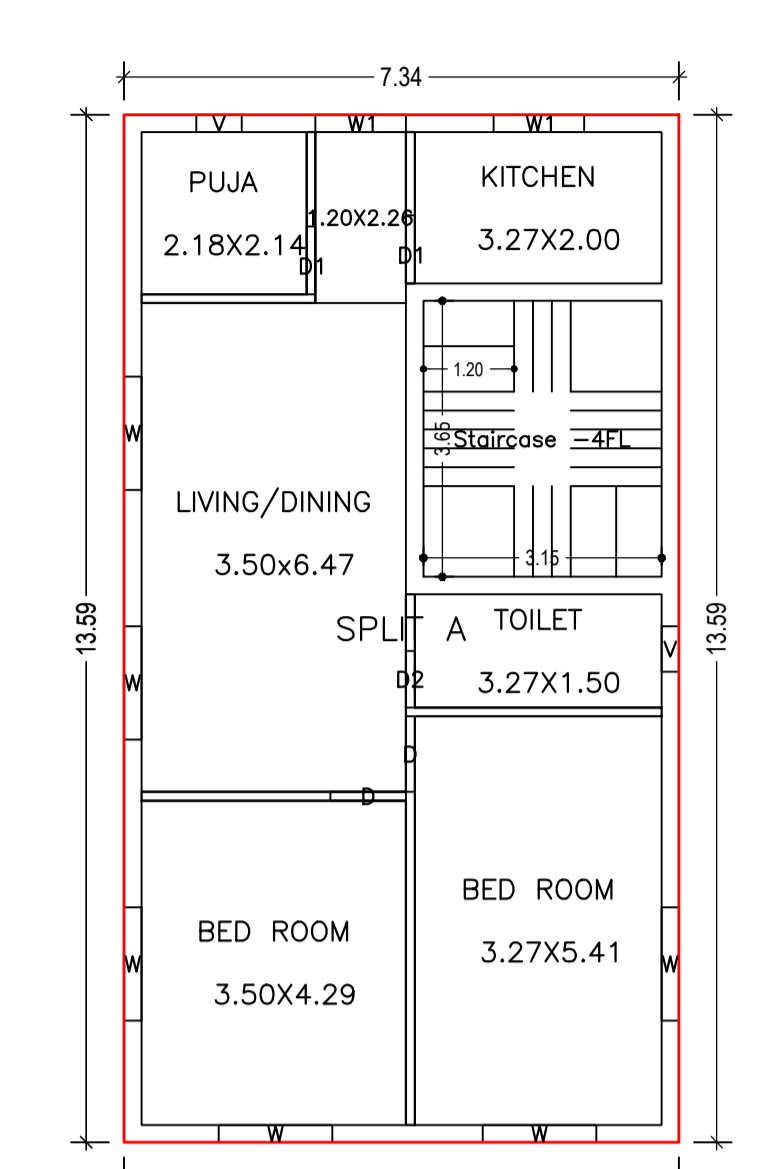 7.34
V
W1
W1
PUJA
KITCHEN
1.20X2.26
2.18X2.14
3.27X2.00
D1
D1
1.20
W
3.65
Staircase -4FL
LIVING/DINING
3.50x6.47
3.15
13.59
13.59
SPLIT A
TOILET
V
W
D2
3.27X1.50
D
D
BED ROOM
BED ROOM
3.27X5.41
W
W
3.50X4.29
W
W